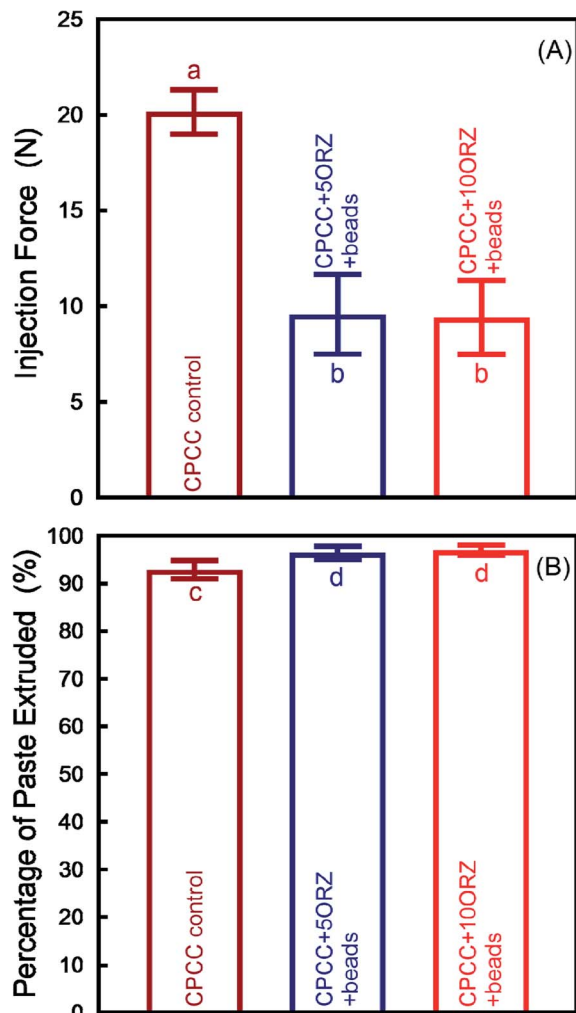 25
(A)
a
20
CPCC+5ORZ
+beads
CPCC+10ORZ
+beads
15
10
b
b
5
CPCC control
0
Injection Force (N)
100
(B)
90
c
d
d
80
70
60
50
40
30
20
10
0
CPCC control
CPCC+5ORZ
+beads
CPCC+10ORZ
+beads
Percentage of Paste Extruded (%)